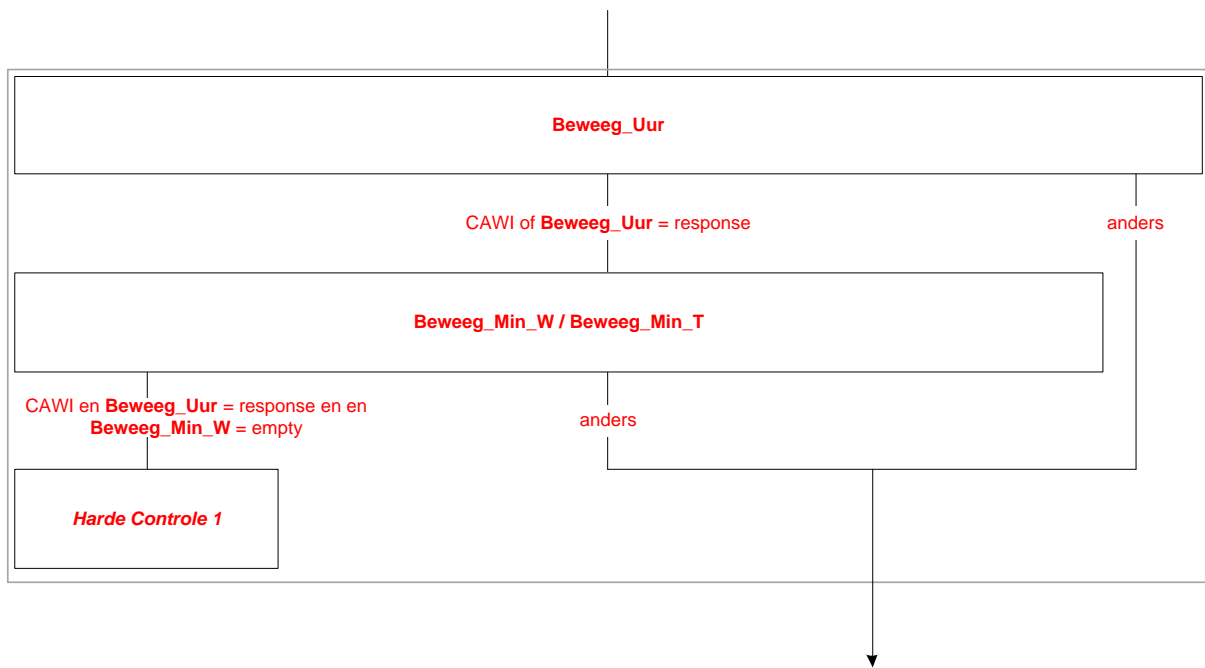 Beweeg_Uur
CAWI of Beweeg_Uur = response
anders
Beweeg_Min_W / Beweeg_Min_T
CAWI en Beweeg_Uur = response en en
Beweeg_Min_W = empty
anders
Harde Controle 1